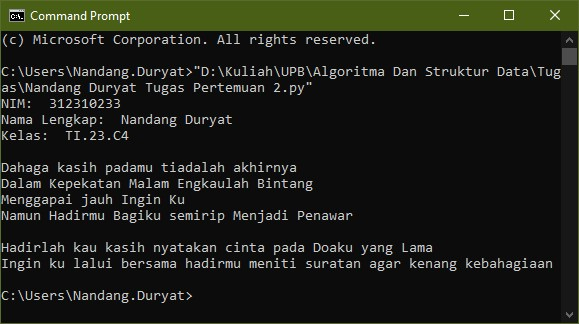 Command Prompt
(c) Microsoft Corporation. All rights reserved.
C:\Users\Nandang.Duryat>"D:\Kuliah\UPB\Algoritma Dan Struktur Data\Tug
as\Nandang Duryat Tugas Pertemuan 2.py"
NIM:  312310233
Nama Lengkap:  Nandang Duryat
Kelas:  TI.23.C4
Dahaga kasih padamu tiadalah akhirnya
Dalam Kepekatan Malam Engkaulah Bintang
Menggapai jauh Ingin Ku
Namun Hadirmu Bagiku semirip Menjadi Penawar
Hadirlah kau kasih nyatakan cinta pada Doaku yang Lama
Ingin ku lalui bersama hadirmu meniti suratan agar kenang kebahagiaan
C:\Users\Nandang.Duryat>